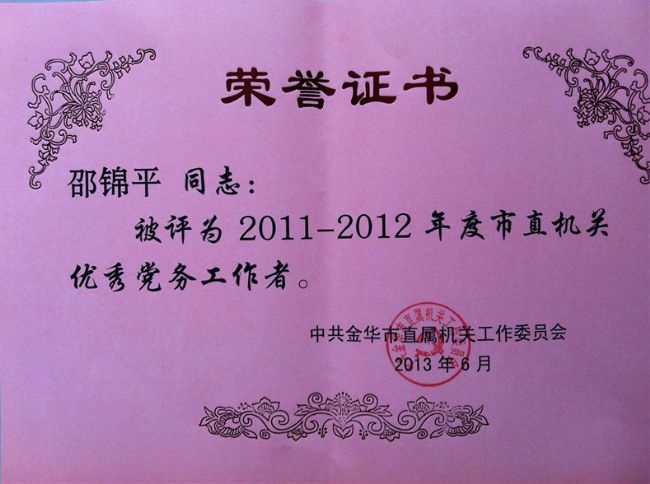 荣誉证书
邵锦平 同志：
被评为 2011-2012 年度市直机关
优秀党务工作者。
中共金华市直属机关工作委员会
2013 年 6 月